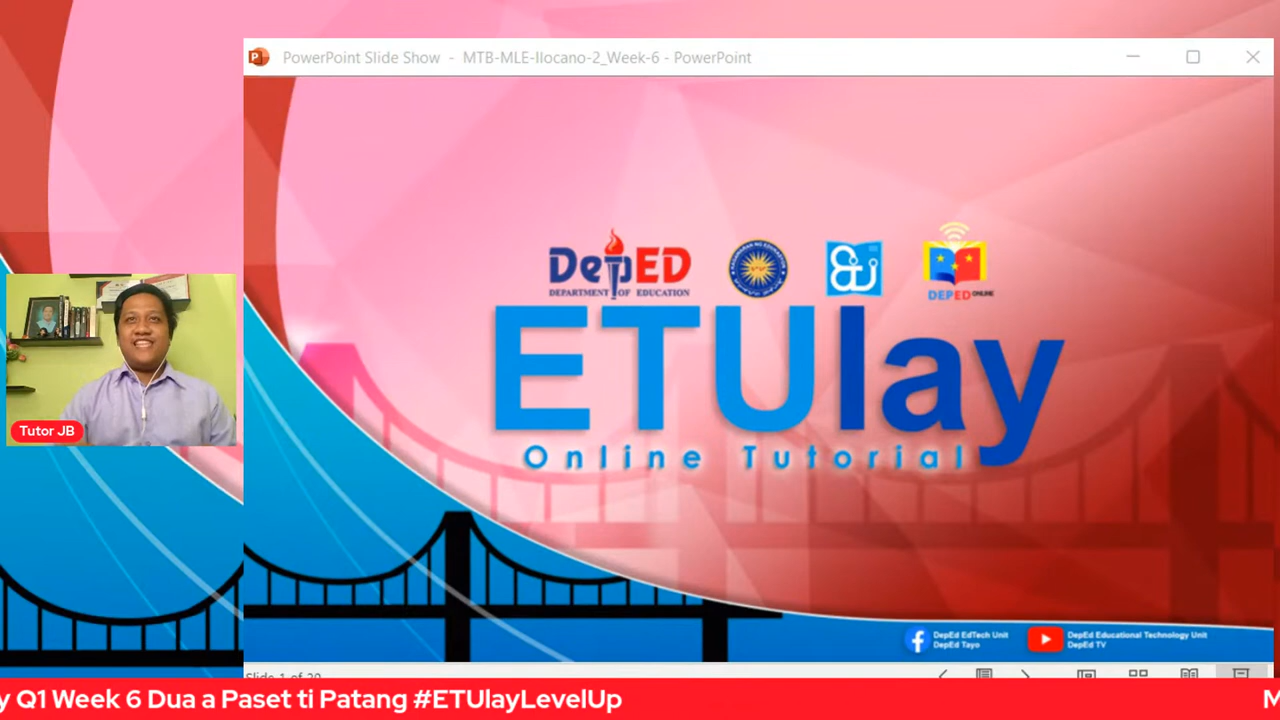 PowerPoint Slide Show - MTB-MLE-Ilocano-2_Week-6 - PowerPoint
DepED
DEPARTMENT OF EDUCATION
DEPED ONLINE
ETUlay
Online Tutorial
Tutor JB
DepEd EdTech Unit
DepEd Tayo
DepEd Educational Technology Unit
DepEd TV
y Q1 Week 6 Dua a Paset ti Patang #ETUlayLevelUp
M